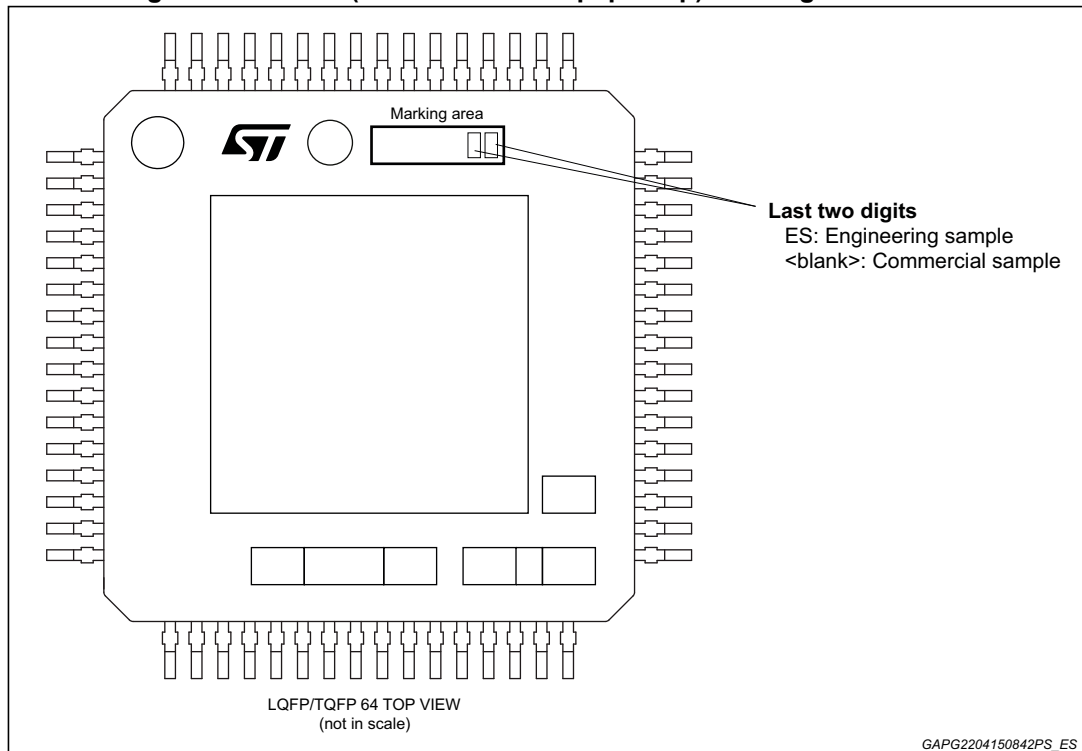 Marking area
Last two digits
ES: Engineering sample
<blank>: Commercial sample
LQFP/TQFP 64 TOP VIEW
(not in scale)
GAPG2204150842PS_ES